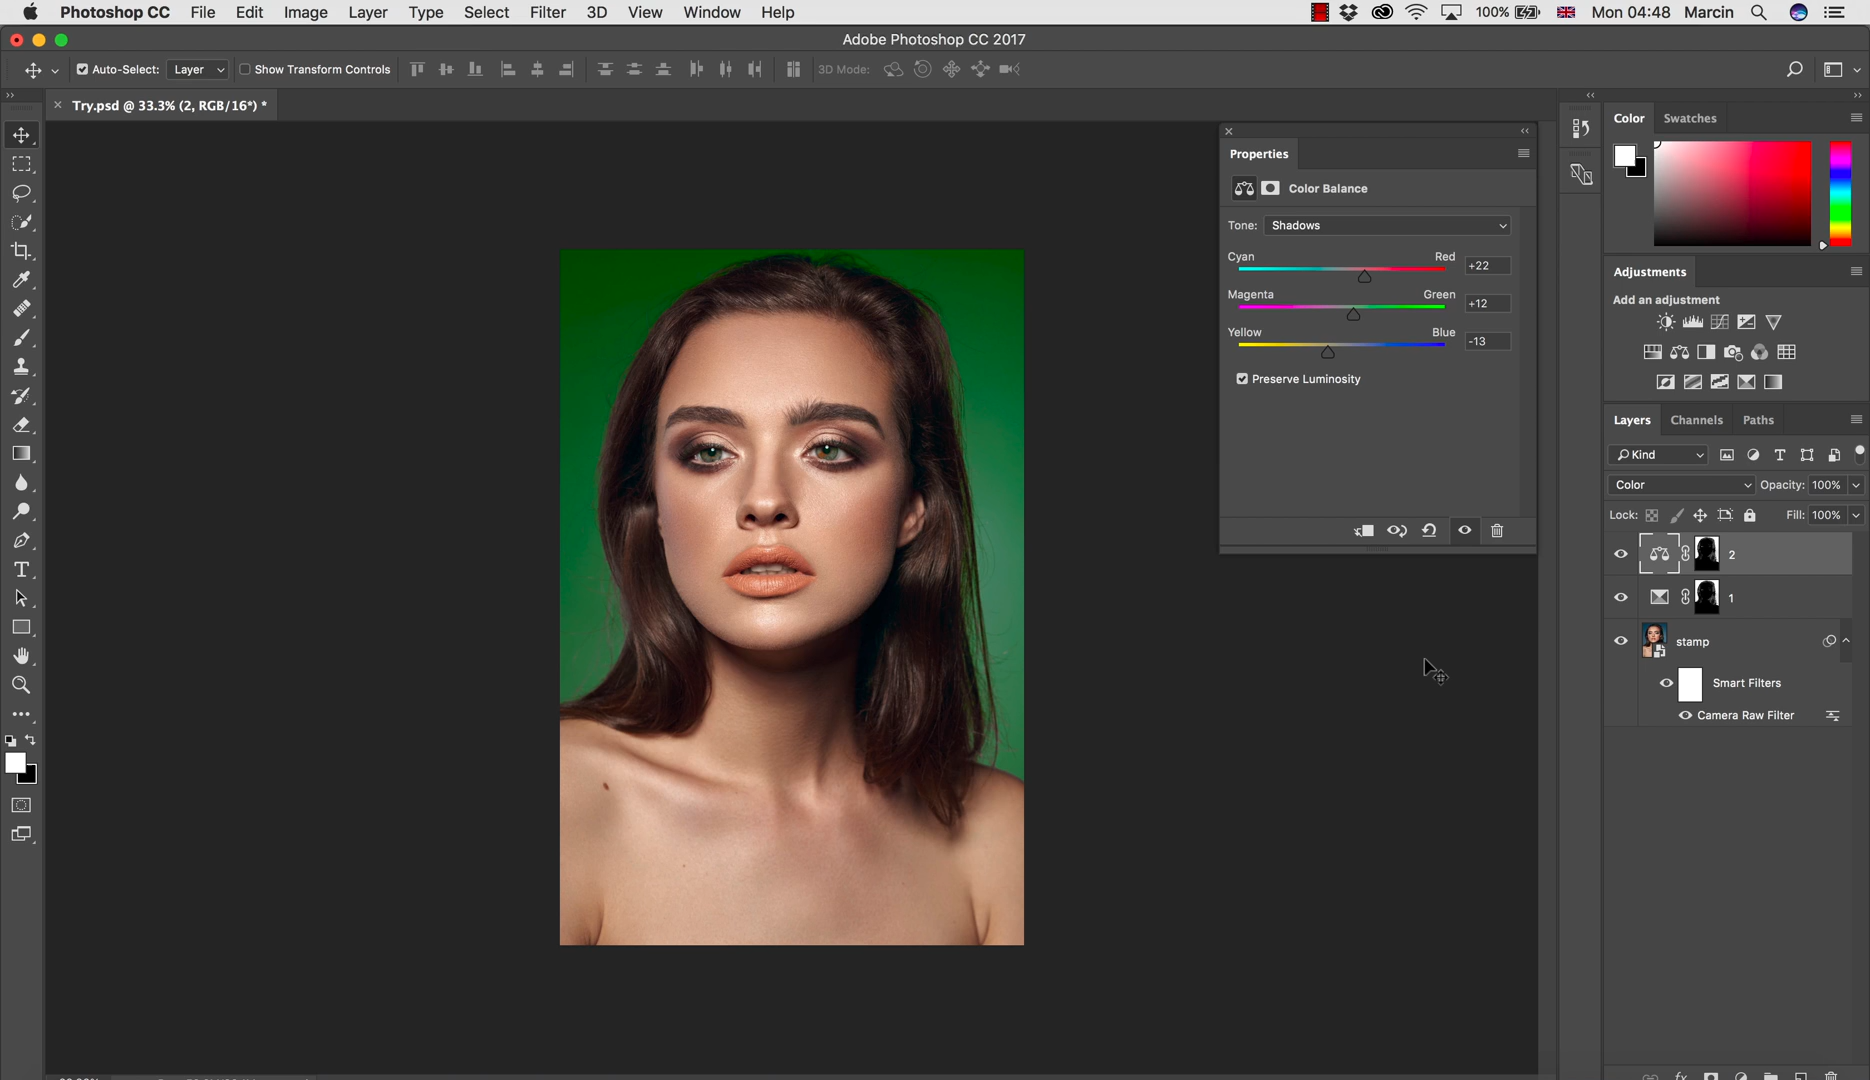 Photoshop CC File Edit Image Layer Type Select Filter 3D View Window Help 100% Mon 04:48 Marcin
Adobe Photoshop CC 2017
Auto-Select: Layer Show Transform Controls 3D Mode:
Try.psd @ 33.3% (2, RGB/16*) *
Properties
Color Balance
Tone: Shadows
Cyan Red +22
Magenta Green +12
Yellow Blue -13
Preserve Luminosity
Color Swatches
Adjustments
Add an adjustment
Layers Channels Paths
Kind
Color Opacity: 100%
Lock: Fill: 100%
2
1
stamp
Smart Filters
Camera Raw Filter